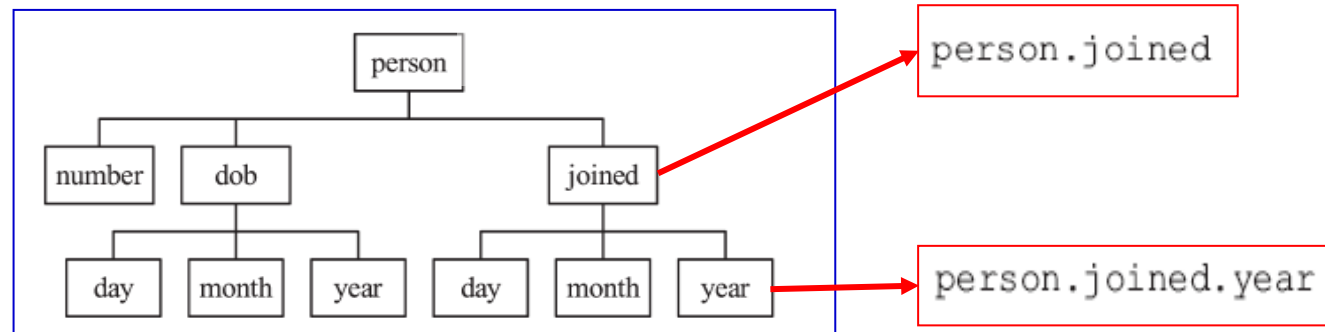 person
person.joined
number dob joined
day month year day month year
person.joined.year